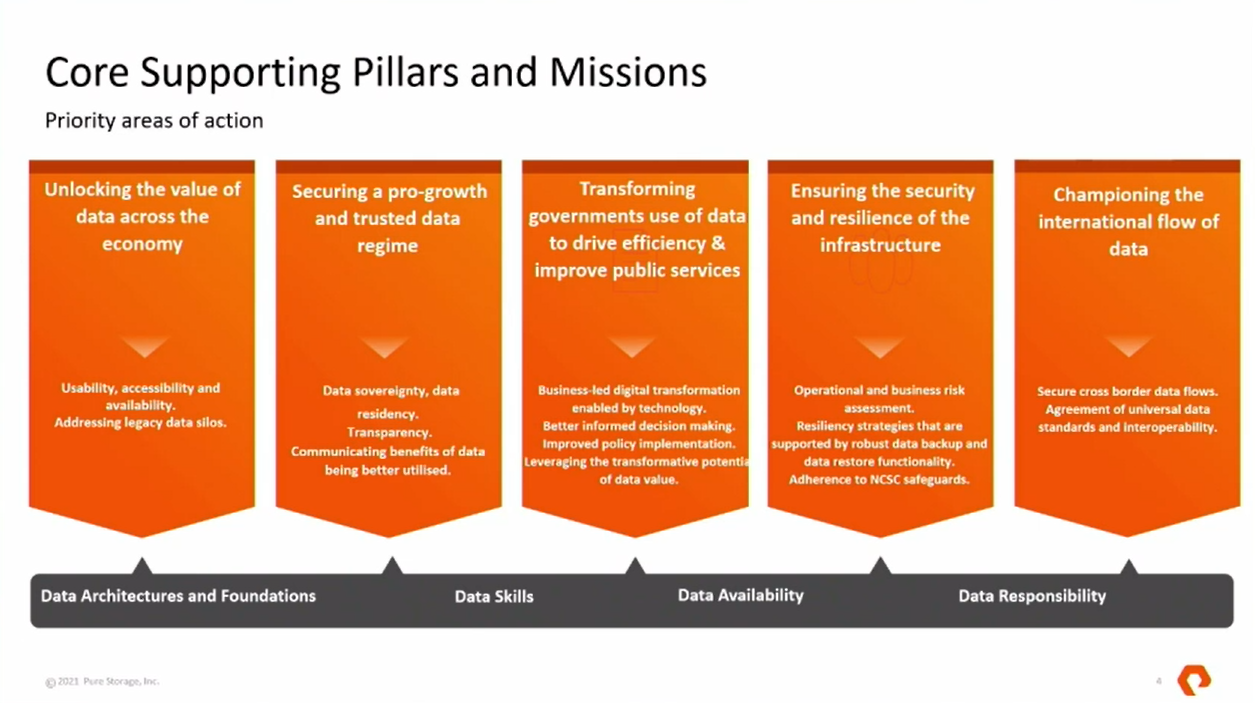 Core Supporting Pillars and Missions
Priority areas of action
Unlocking the value of
data across the
economy
Usability, accessibility and
availability.
Addressing legacy data silos.
Securing a pro-growth
and trusted data
regime
Data sovereignty, data
residency.
Transparency.
Communicating benefits of data
being better utilised.
Transforming
governments use of data
to drive efficiency &
improve public services
Business-led digital transformation
enabled by technology.
Better informed decision making.
Improved policy implementation.
Leveraging the transformative potentia
of data value.
Ensuring the security
and resilience of the
infrastructure
Operational and business risk
assessment.
Resiliency strategies that are
supported by robust data backup and
data restore functionality.
Adherence to NCSC safeguards.
Championing the
international flow of
data
Secure cross border data flows.
Agreement of universal data
standards and interoperability.
Data Architectures and Foundations
Data Skills
Data Availability
Data Responsibility
© 2021 Pure Storage, Inc.
4